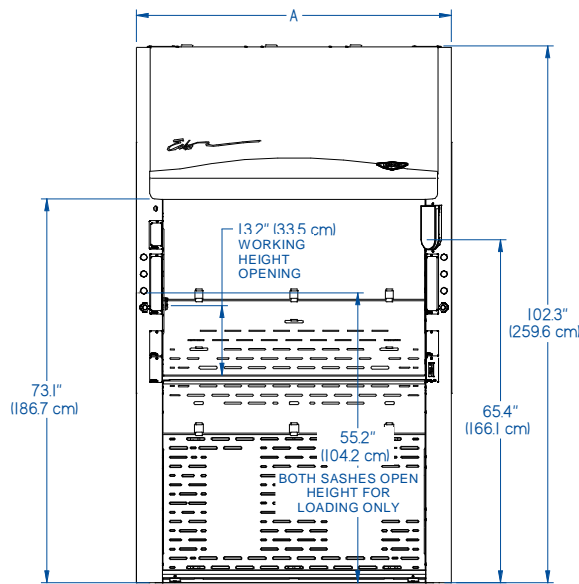 A
Echo
13.2" (33.5 cm)
WORKING
HEIGHT
OPENING
102.3"
(259.6 cm)
73.1"
(186.7 cm)
65.4"
(166.1 cm)
55.2"
(104.2 cm)
BOTH SASHES OPEN
HEIGHT FOR
LOADING ONLY